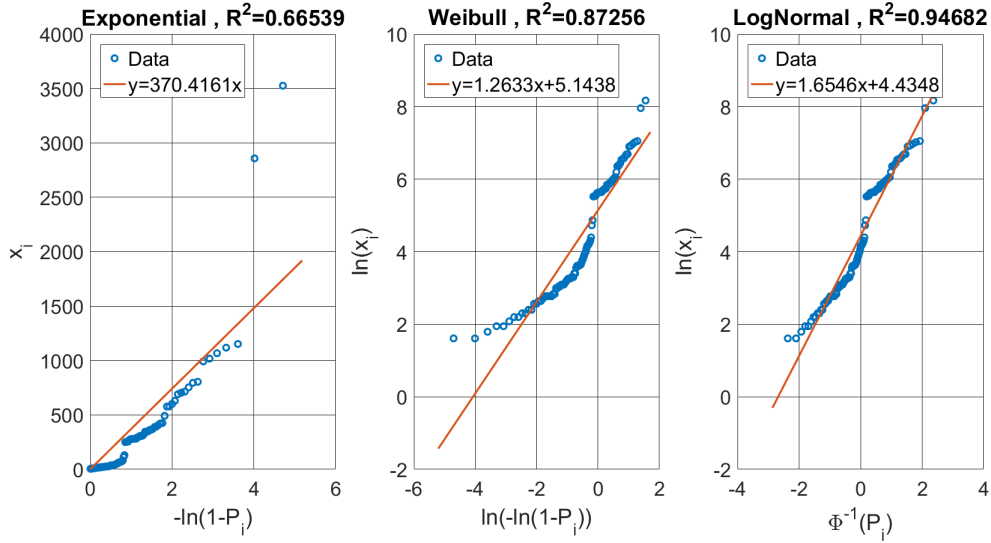 Exponential , R²=0.66539
Data
y=370.4161x
4000
3500
3000
2500
2000
1500
1000
500
0
0 2 4 6
xᵢ
-ln(1-Pᵢ)
Weibull , R²=0.87256
Data
y=1.2633x+5.1438
10
8
6
4
2
0
-2
-6 -4 -2 0 2
ln(xᵢ)
ln(-ln(1-Pᵢ))
LogNormal , R²=0.94682
Data
y=1.6546x+4.4348
10
8
6
4
2
0
-2
-4 -2 0 2 4
ln(xᵢ)
Φ⁻¹(Pᵢ)